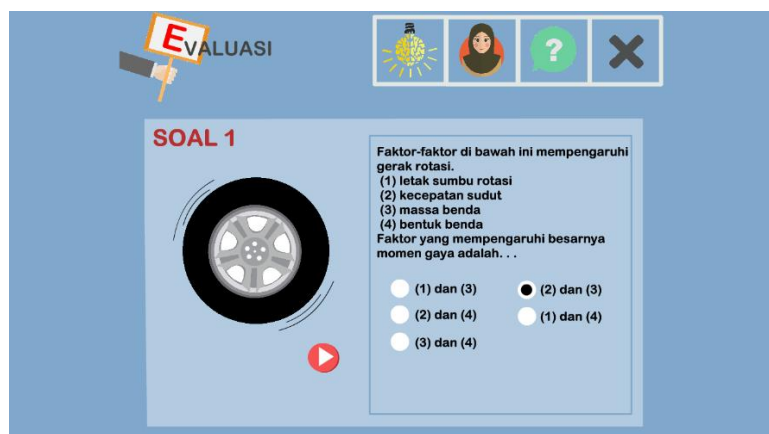 EVALUASI
?
SOAL 1
Faktor-faktor di bawah ini mempengaruhi
gerak rotasi.
(1) letak sumbu rotasi
(2) kecepatan sudut
(3) massa benda
(4) bentuk benda
Faktor yang mempengaruhi besarnya
momen gaya adalah. . .
(1) dan (3)
(2) dan (3)
(2) dan (4)
(1) dan (4)
(3) dan (4)